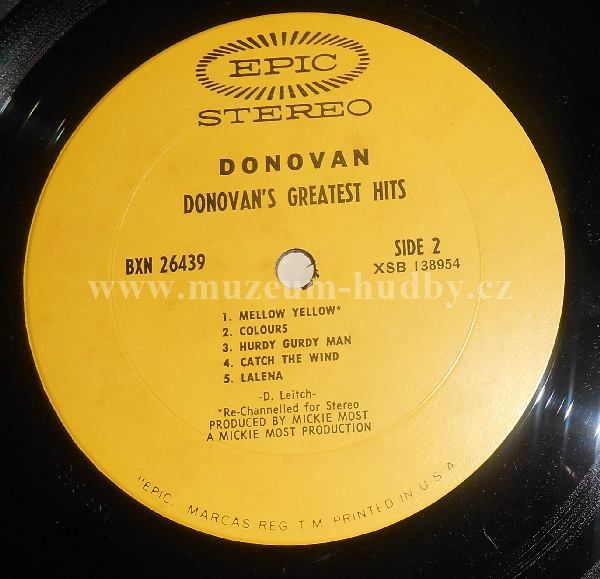 EPIC
STEREO
DONOVAN
DONOVAN'S GREATEST HITS
BXN 26439
SIDE 2
XSB 138954
www.muzeum-hudby.cz
1. MELLOW YELLOW*
2. COLOURS
3. HURDY GURDY MAN
4. CATCH THE WIND
5. LALENA
-D. Leitch-
*Re-Channelled for Stereo
PRODUCED BY MICKIE MOST
A MICKIE MOST PRODUCTION
"EPIC. MARCAS REG. T M PRINTED IN U.S.A.